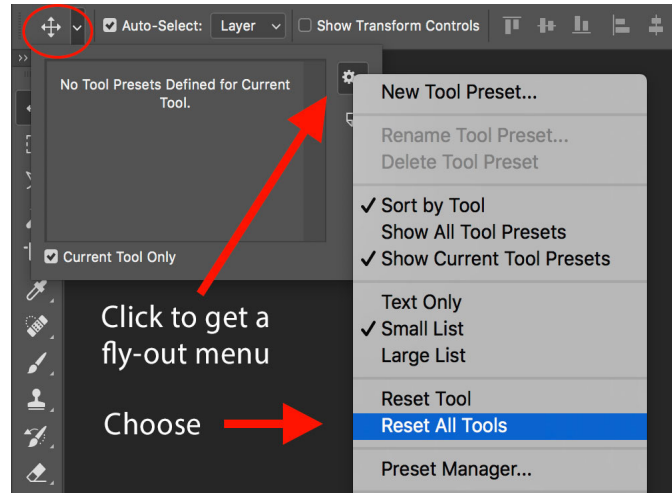 Auto-Select: Layer Show Transform Controls
No Tool Presets Defined for Current
Tool.
Current Tool Only
Click to get a
fly-out menu
Choose
New Tool Preset...
Rename Tool Preset...
Delete Tool Preset
Sort by Tool
Show All Tool Presets
Show Current Tool Presets
Text Only
Small List
Large List
Reset Tool
Reset All Tools
Preset Manager...